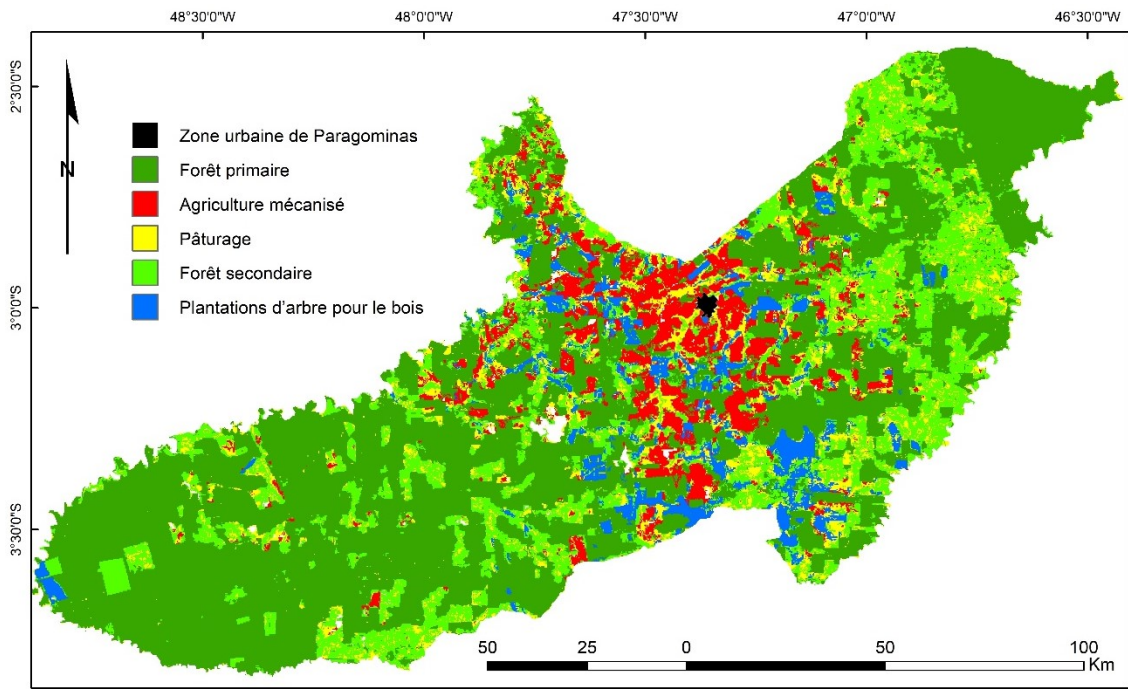 48°30'0"W 48°0'0"W 47°30'0"W 47°0'0"W 46°30'0"W
2°30'0"S
N
Zone urbaine de Paragominas
Forêt primaire
Agriculture mécanisé
Pâturage
Forêt secondaire
Plantations d'arbre pour le bois
3°0'0"S
3°30'0"S
50 25 0 50 100
Km